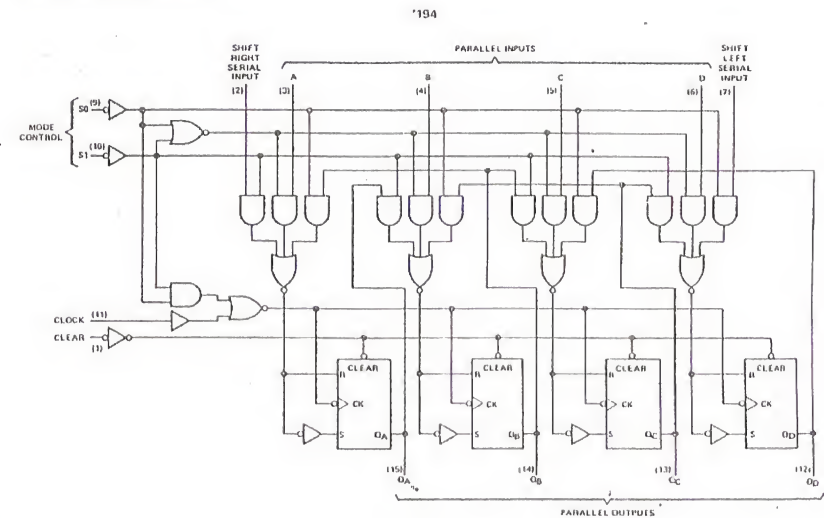 '194
SHIFT RIGHT SERIAL INPUT
PARALLEL INPUTS
SHIFT LEFT SERIAL INPUT
A
B
C
D
(2)
(3)
(4)
(5)
(6)
(7)
MODE CONTROL
S0 (9)
S1 (10)
CLOCK (11)
CLEAR (1)
CLEAR
CLEAR
CLEAR
CLEAR
R
R
R
R
CK
CK
CK
CK
S QA
S QB
S QC
S QD
(15)
(14)
(13)
(12)
QA
QB
QC
QD
PARALLEL OUTPUTS